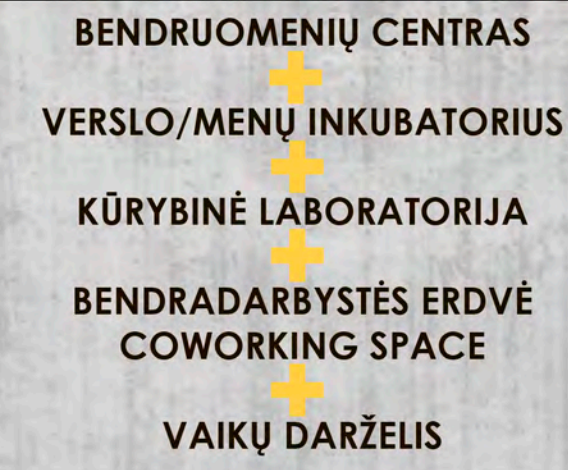 BENDRUOMENIŲ CENTRAS
VERSLO/MENŲ INKUBATORIUS
KŪRYBINĖ LABORATORIJA
BENDRADARBYSTĖS ERDVĖ
COWORKING SPACE
VAIKŲ DARŽELIS